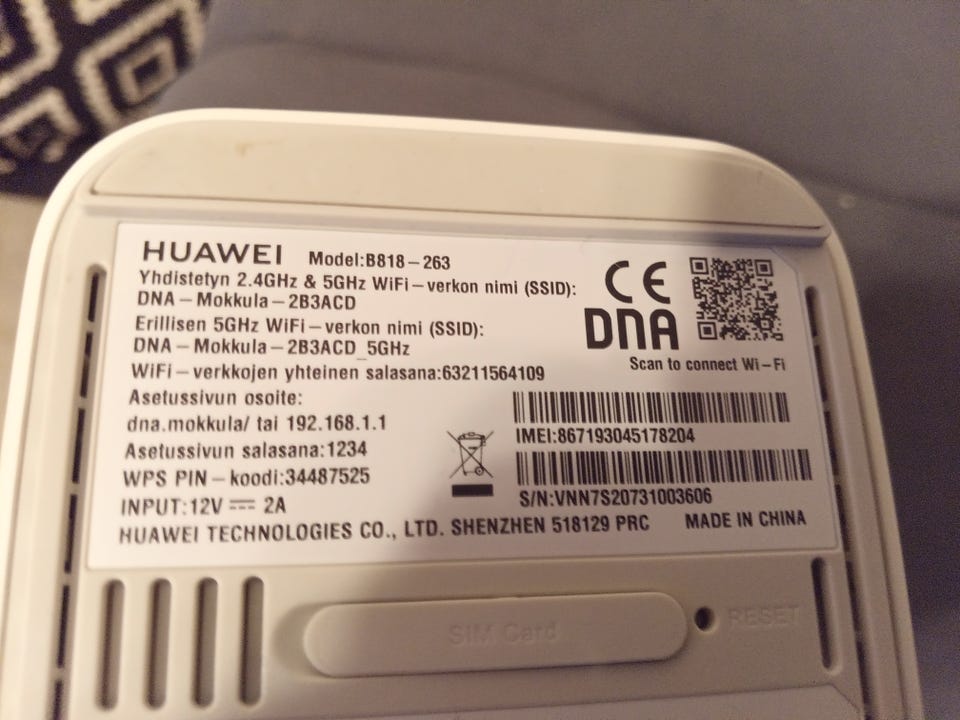 HUAWEI Model:B818-263
Yhdistetyn 2.4GHz & 5GHz WiFi-verkon nimi (SSID):
DNA-Mokkula-2B3ACD
Erillisen 5GHz WiFi-verkon nimi (SSID):
DNA-Mokkula-2B3ACD_5GHz
WiFi-verkkojen yhteinen salasana:63211564109
Asetussivun osoite:
dna.mokkula/ tai 192.168.1.1
Asetussivun salasana:1234
WPS PIN-koodi:34487525
INPUT:12V 2A
HUAWEI TECHNOLOGIES CO., LTD. SHENZHEN 518129 PRC MADE IN CHINA
CE
DNA
Scan to connect Wi-Fi
IMEI:867193045178204
S/N:VNN7S20731003606
SIM Card
RESET